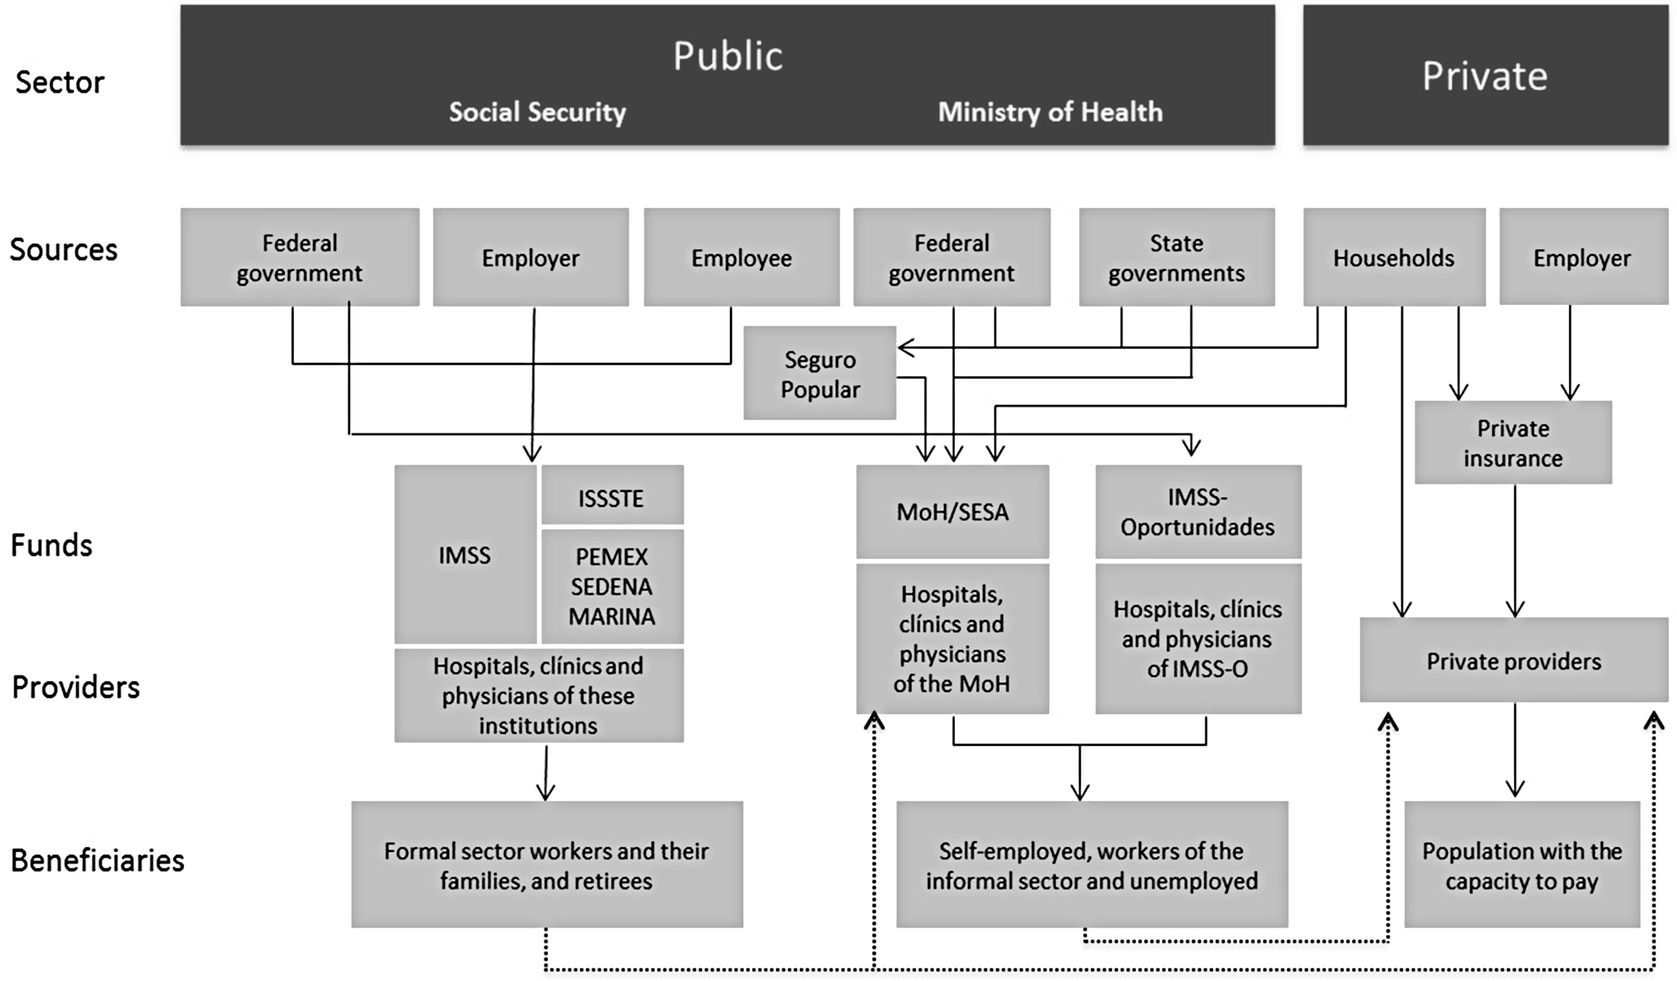 Sector
Public
Social Security
Ministry of Health
Private
Sources
Federal
government
Employer
Employee
Federal
government
State
governments
Households
Employer
Seguro
Popular
Private
insurance
Funds
IMSS
ISSSTE
PEMEX
SEDENA
MARINA
MoH/SESA
IMSS-
Oportunidades
Providers
Hospitals, clínics and
physicians of these
institutions
Hospitals,
clínics and
physicians
of the MoH
Hospitals, clínics
and physicians
of IMSS-O
Private providers
Beneficiaries
Formal sector workers and their
families, and retirees
Self-employed, workers of the
informal sector and unemployed
Population with the
capacity to pay